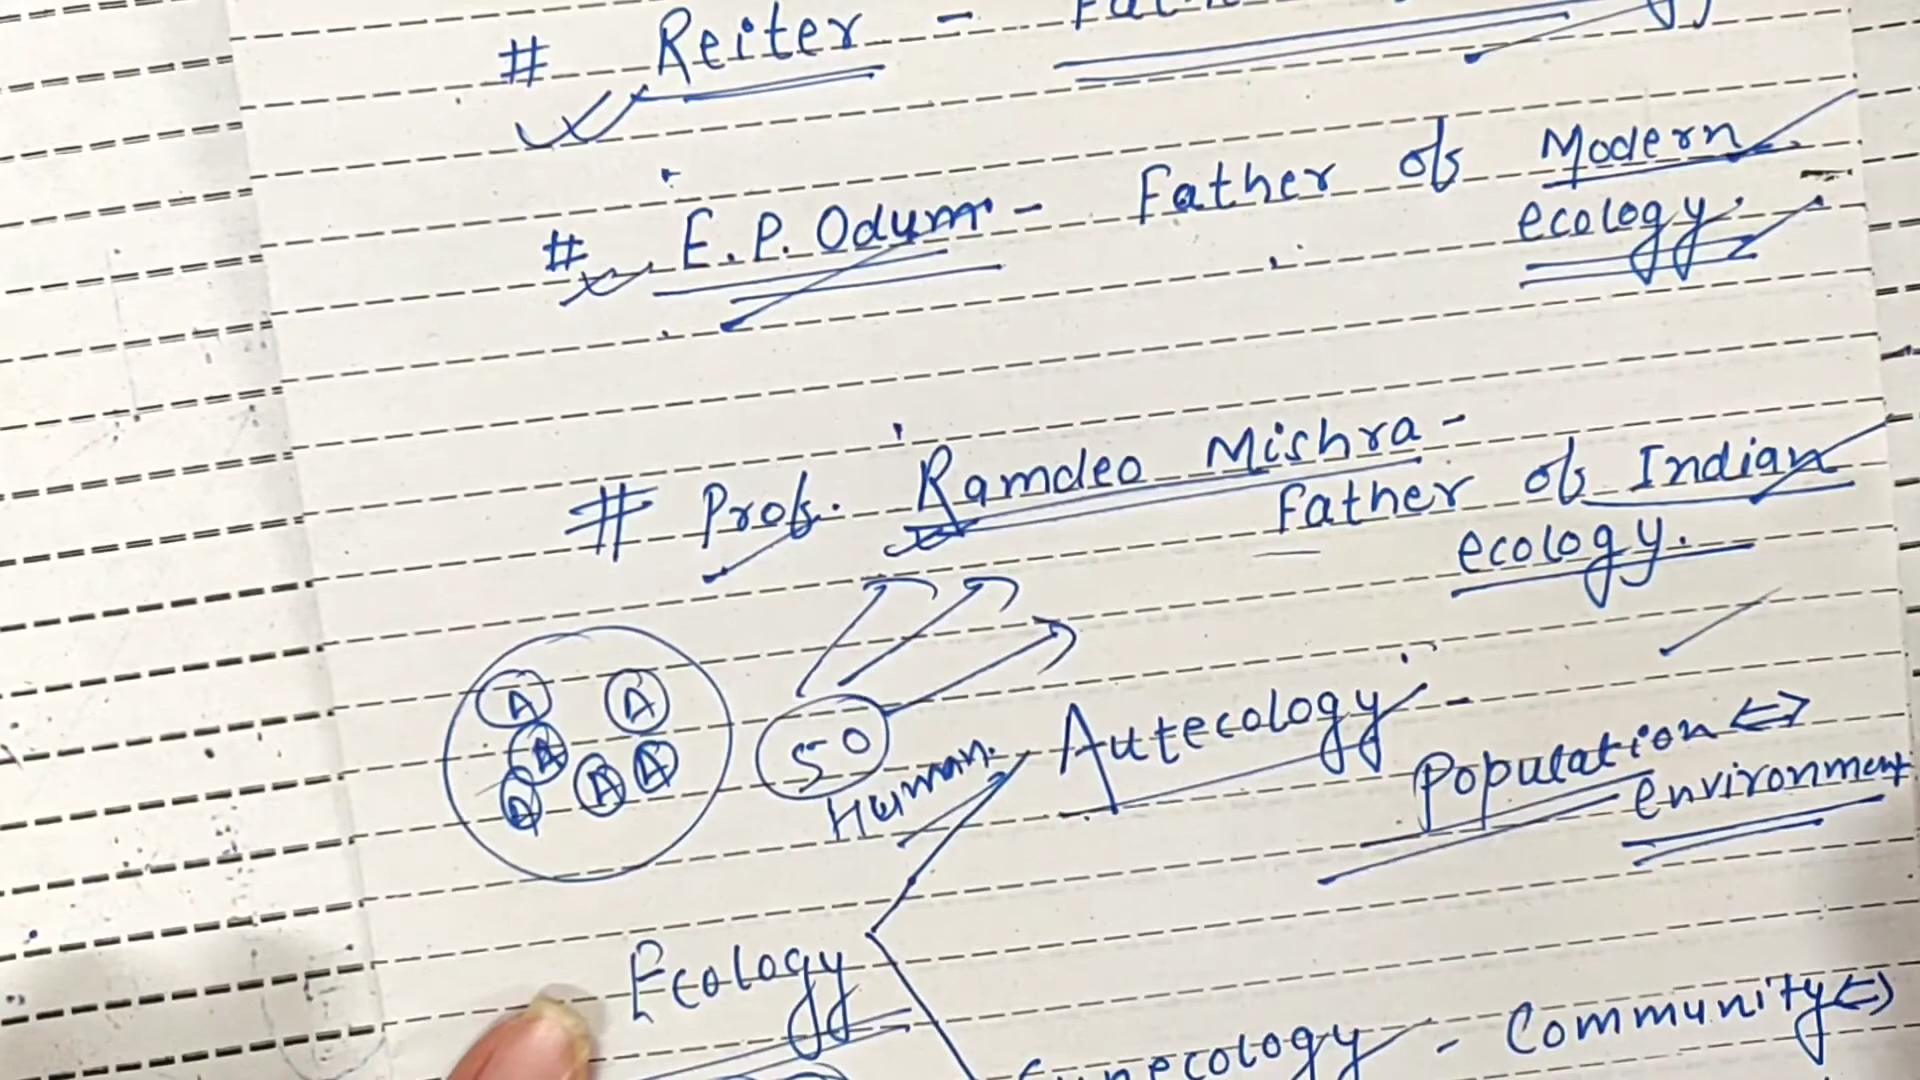 # Reiter -
# E.P. Odum - Father of Modern
ecology.
# Prof. Ramdeo Mishra -
Father of Indian
ecology.
A A A A A A A
50
Human.
Autecology -
Population ⇔
environment
Ecology
Synecology - Community ⇔